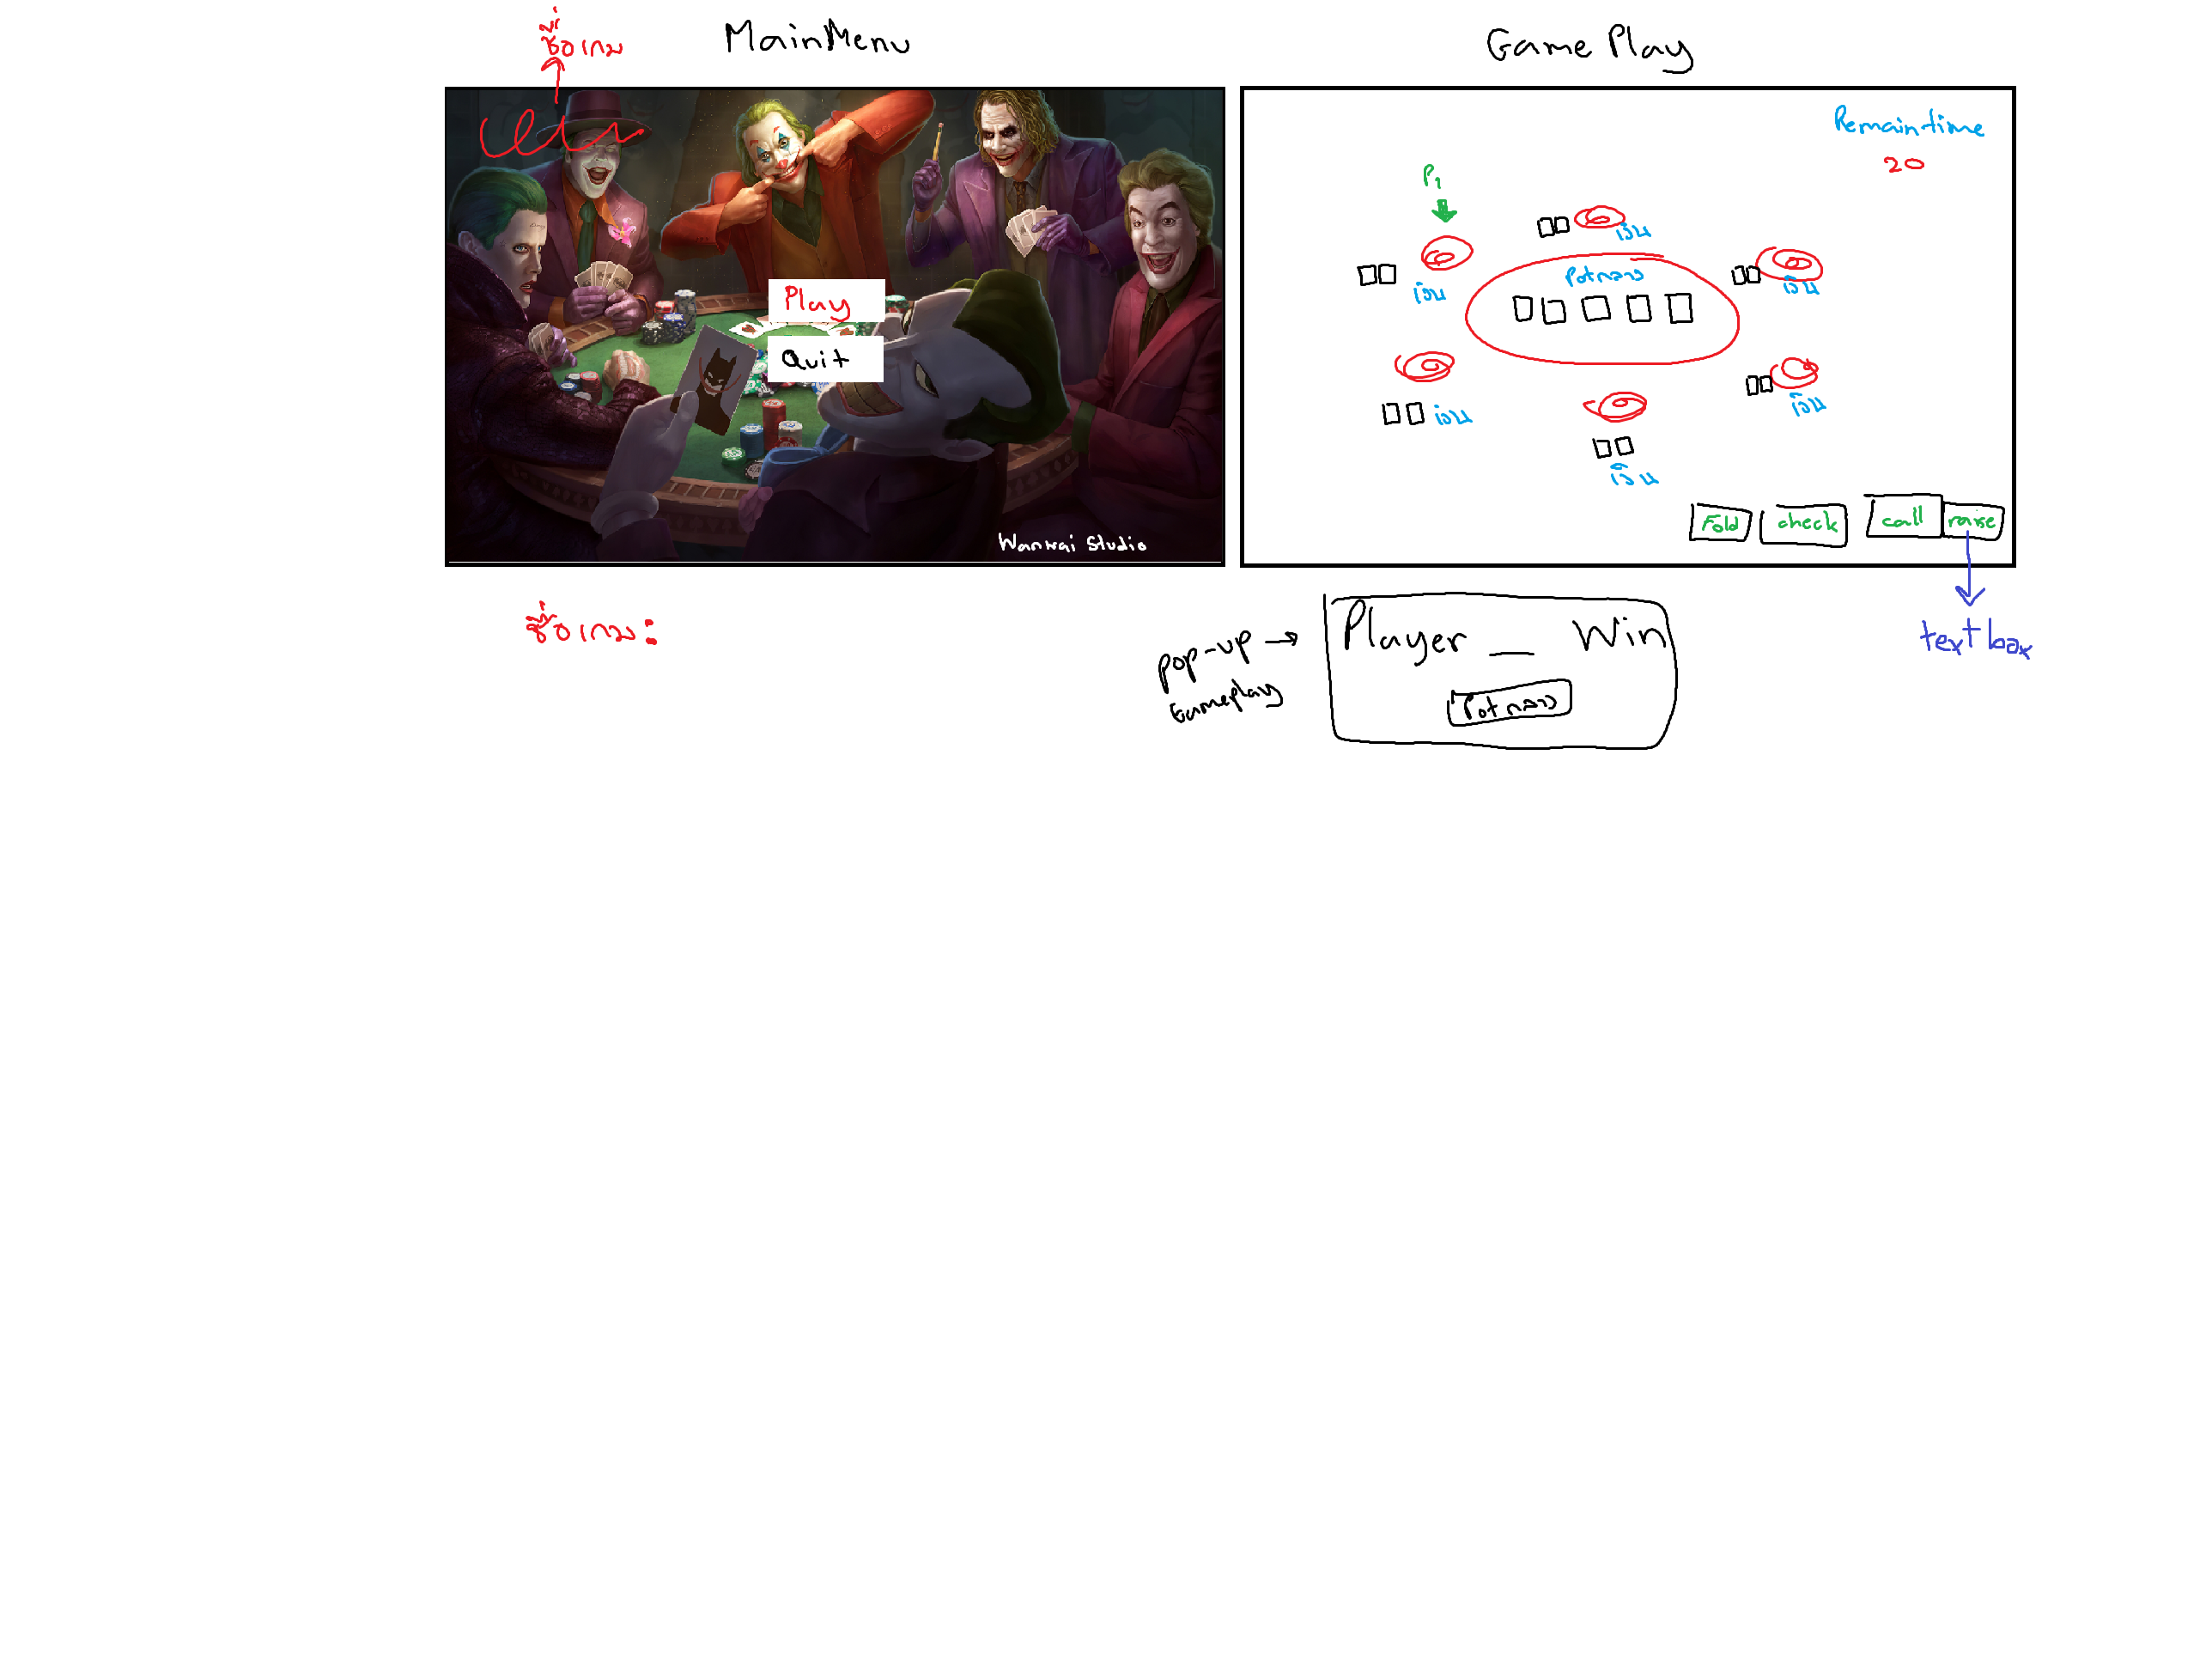 ชื่อเกม
MainMenu
Play
Quit
Wanwai Studio
ชื่อเกม:
Game Play
Remain time
20
P1
เงิน
เงิน
Pot กลาง
เงิน
เงิน
เงิน
เงิน
Fold
check
call
raise
text box
pop-up →
Gameplay
Player __ Win
Pot กลาง